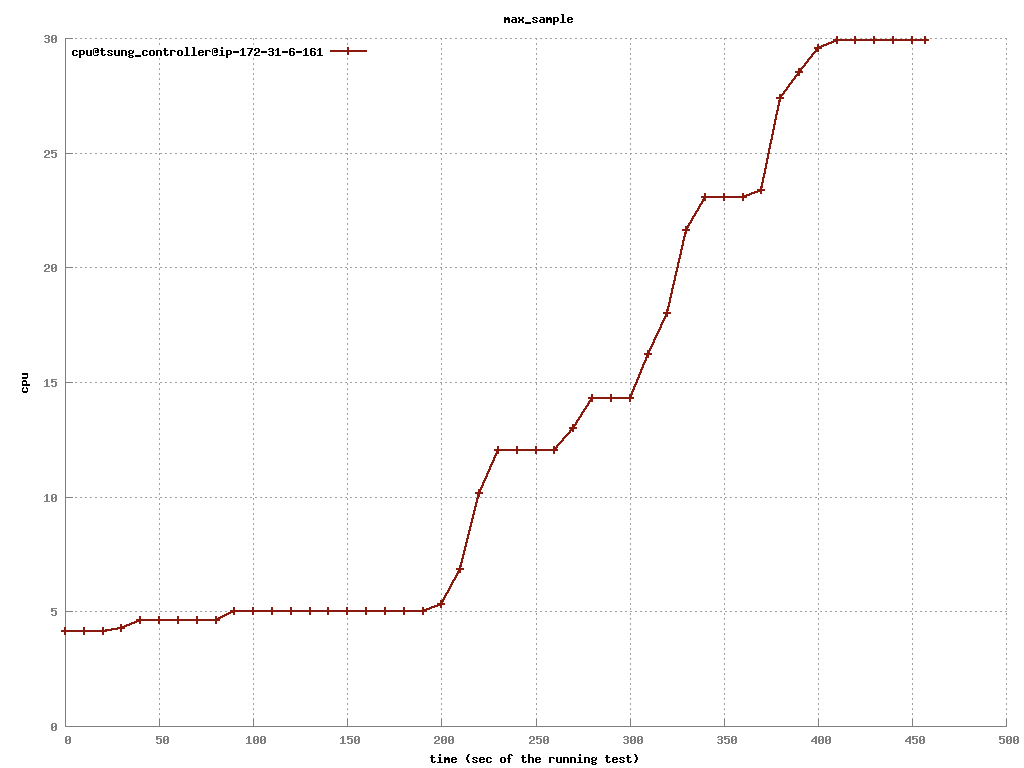 max_sample
cpu@tsung_controller@ip-172-31-6-161
30
25
20
15
10
5
0
cpu
0 50 100 150 200 250 300 350 400 450 500
time (sec of the running test)